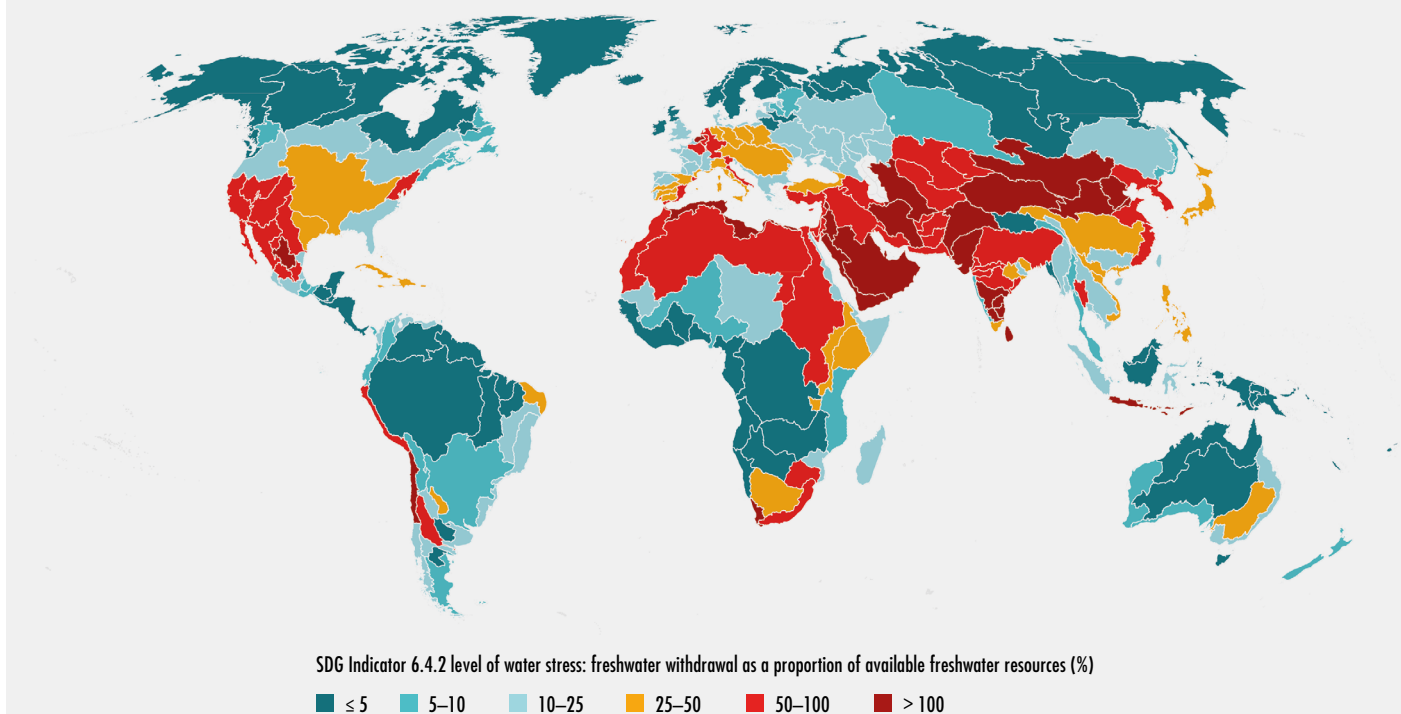 SDG Indicator 6.4.2 level of water stress: freshwater withdrawal as a proportion of available freshwater resources (%)
≤ 5 5–10 10–25 25–50 50–100 > 100